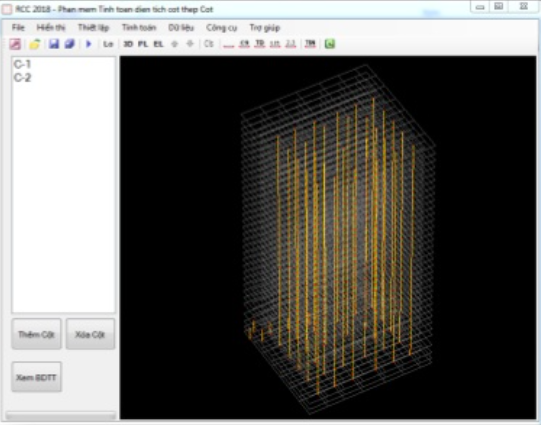 RCC 2018 - Phan mem Tinh toan dien tich cot thep Cot
File Hiển thị Thiết lập Tính toán Dữ liệu Công cụ Trợ giúp
Lo 3D PL EL
C-1
C-2
Thêm Cột Xóa Cột
Xem BDTT